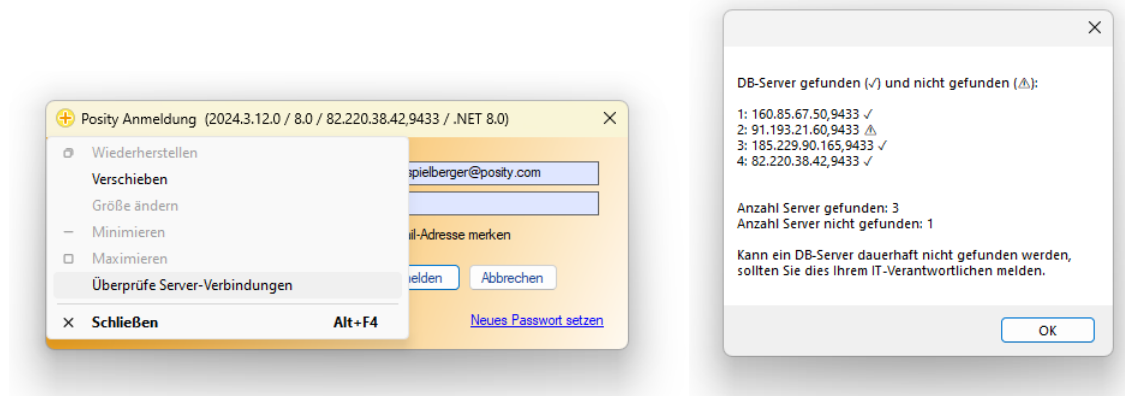 Posity Anmeldung (2024.3.12.0 / 8.0 / 82.220.38.42,9433 / .NET 8.0)
Wiederherstellen
Verschieben
Größe ändern
Minimieren
Maximieren
Überprüfe Server-Verbindungen
Schließen Alt+F4
spielberger@posity.com
il-Adresse merken
elden
Abbrechen
Neues Passwort setzen
DB-Server gefunden (✓) und nicht gefunden (⚠):
1: 160.85.67.50,9433 ✓
2: 91.193.21.60,9433 ⚠
3: 185.229.90.165,9433 ✓
4: 82.220.38.42,9433 ✓
Anzahl Server gefunden: 3
Anzahl Server nicht gefunden: 1
Kann ein DB-Server dauerhaft nicht gefunden werden,
sollten Sie dies Ihrem IT-Verantwortlichen melden.
OK